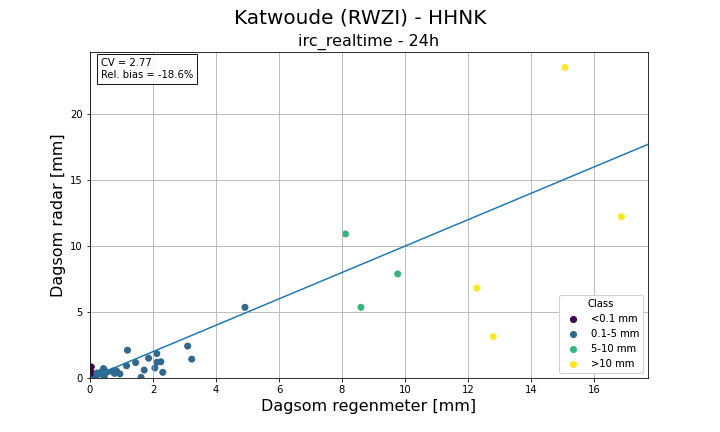 Katwoude (RWZI) - HHNK
irc_realtime - 24h
CV = 2.77
Rel. bias = -18.6%
Dagsom radar [mm]
20
15
10
5
0
0 2 4 6 8 10 12 14 16
Dagsom regenmeter [mm]
Class
<0.1 mm
0.1-5 mm
5-10 mm
>10 mm